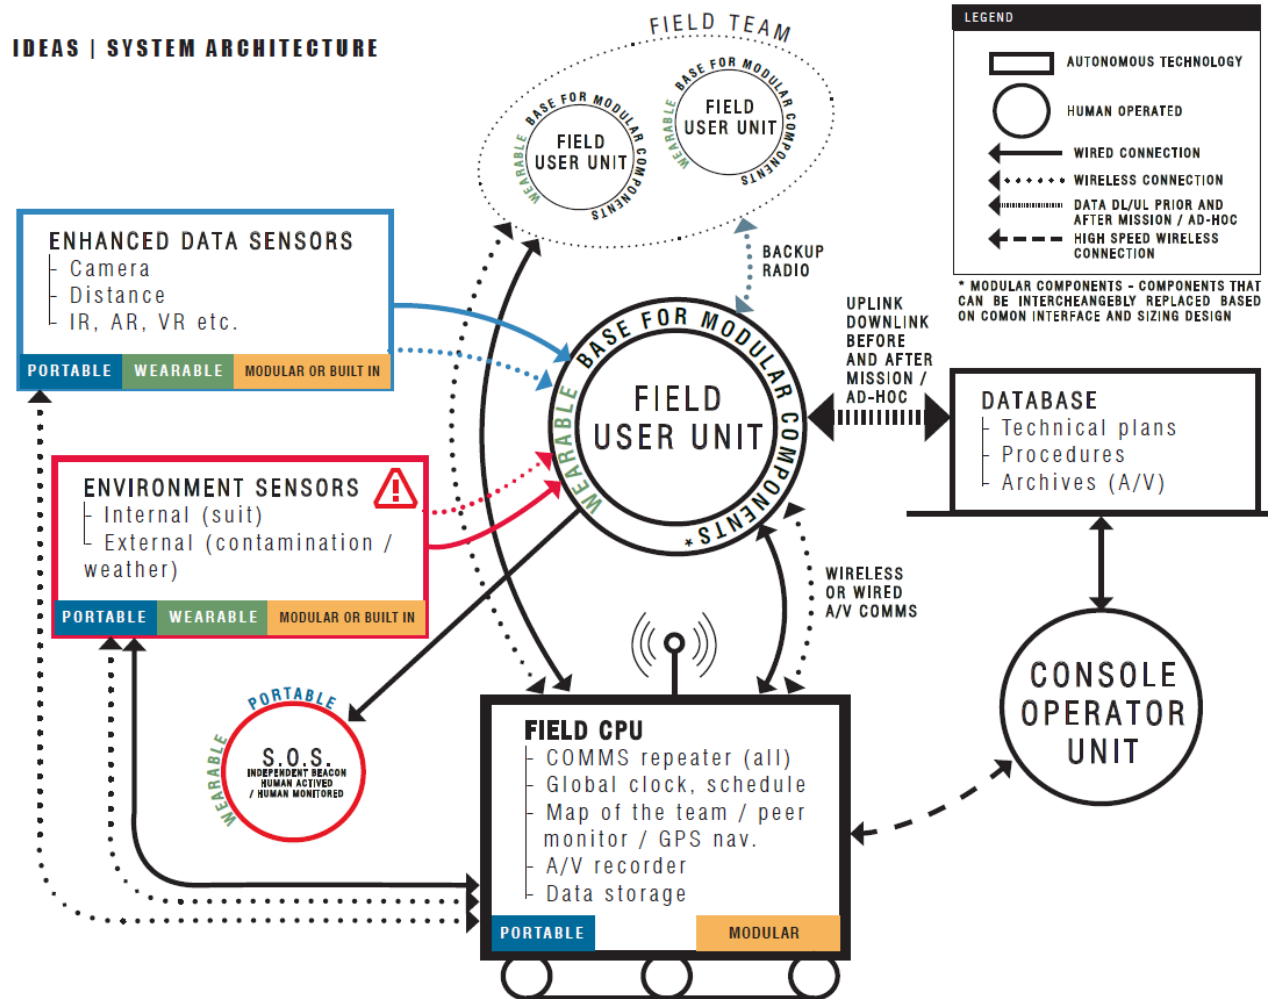 IDEAS | SYSTEM ARCHITECTURE
FIELD TEAM
WEARABLE BASE FOR MODULAR COMPONENTS
FIELD
USER UNIT
WEARABLE BASE FOR MODULAR COMPONENTS
FIELD
USER UNIT
LEGEND
AUTONOMOUS TECHNOLOGY
HUMAN OPERATED
WIRED CONNECTION
WIRELESS CONNECTION
DATA DL/UL PRIOR AND
AFTER MISSION / AD-HOC
HIGH SPEED WIRELESS
CONNECTION
* MODULAR COMPONENTS - COMPONENTS THAT
CAN BE INTERCHEANGEBLY REPLACED BASED
ON COMON INTERFACE AND SIZING DESIGN
ENHANCED DATA SENSORS
- Camera
- Distance
- IR, AR, VR etc.
PORTABLE
WEARABLE
MODULAR OR BUILT IN
BACKUP
RADIO
WEARABLE BASE FOR MODULAR COMPONENTS*
FIELD
USER UNIT
UPLINK
DOWNLINK
BEFORE
AND AFTER
MISSION /
AD-HOC
DATABASE
- Technical plans
- Procedures
- Archives (A/V)
ENVIRONMENT SENSORS
- Internal (suit)
- External (contamination /
weather)
PORTABLE
WEARABLE
MODULAR OR BUILT IN
WIRELESS
OR WIRED
A/V COMMS
WEARABLE PORTABLE
S.O.S.
INDEPENDENT BEACON
HUMAN ACTIVED
/ HUMAN MONITORED
FIELD CPU
- COMMS repeater (all)
- Global clock, schedule
- Map of the team / peer
monitor / GPS nav.
- A/V recorder
- Data storage
PORTABLE
MODULAR
CONSOLE
OPERATOR
UNIT